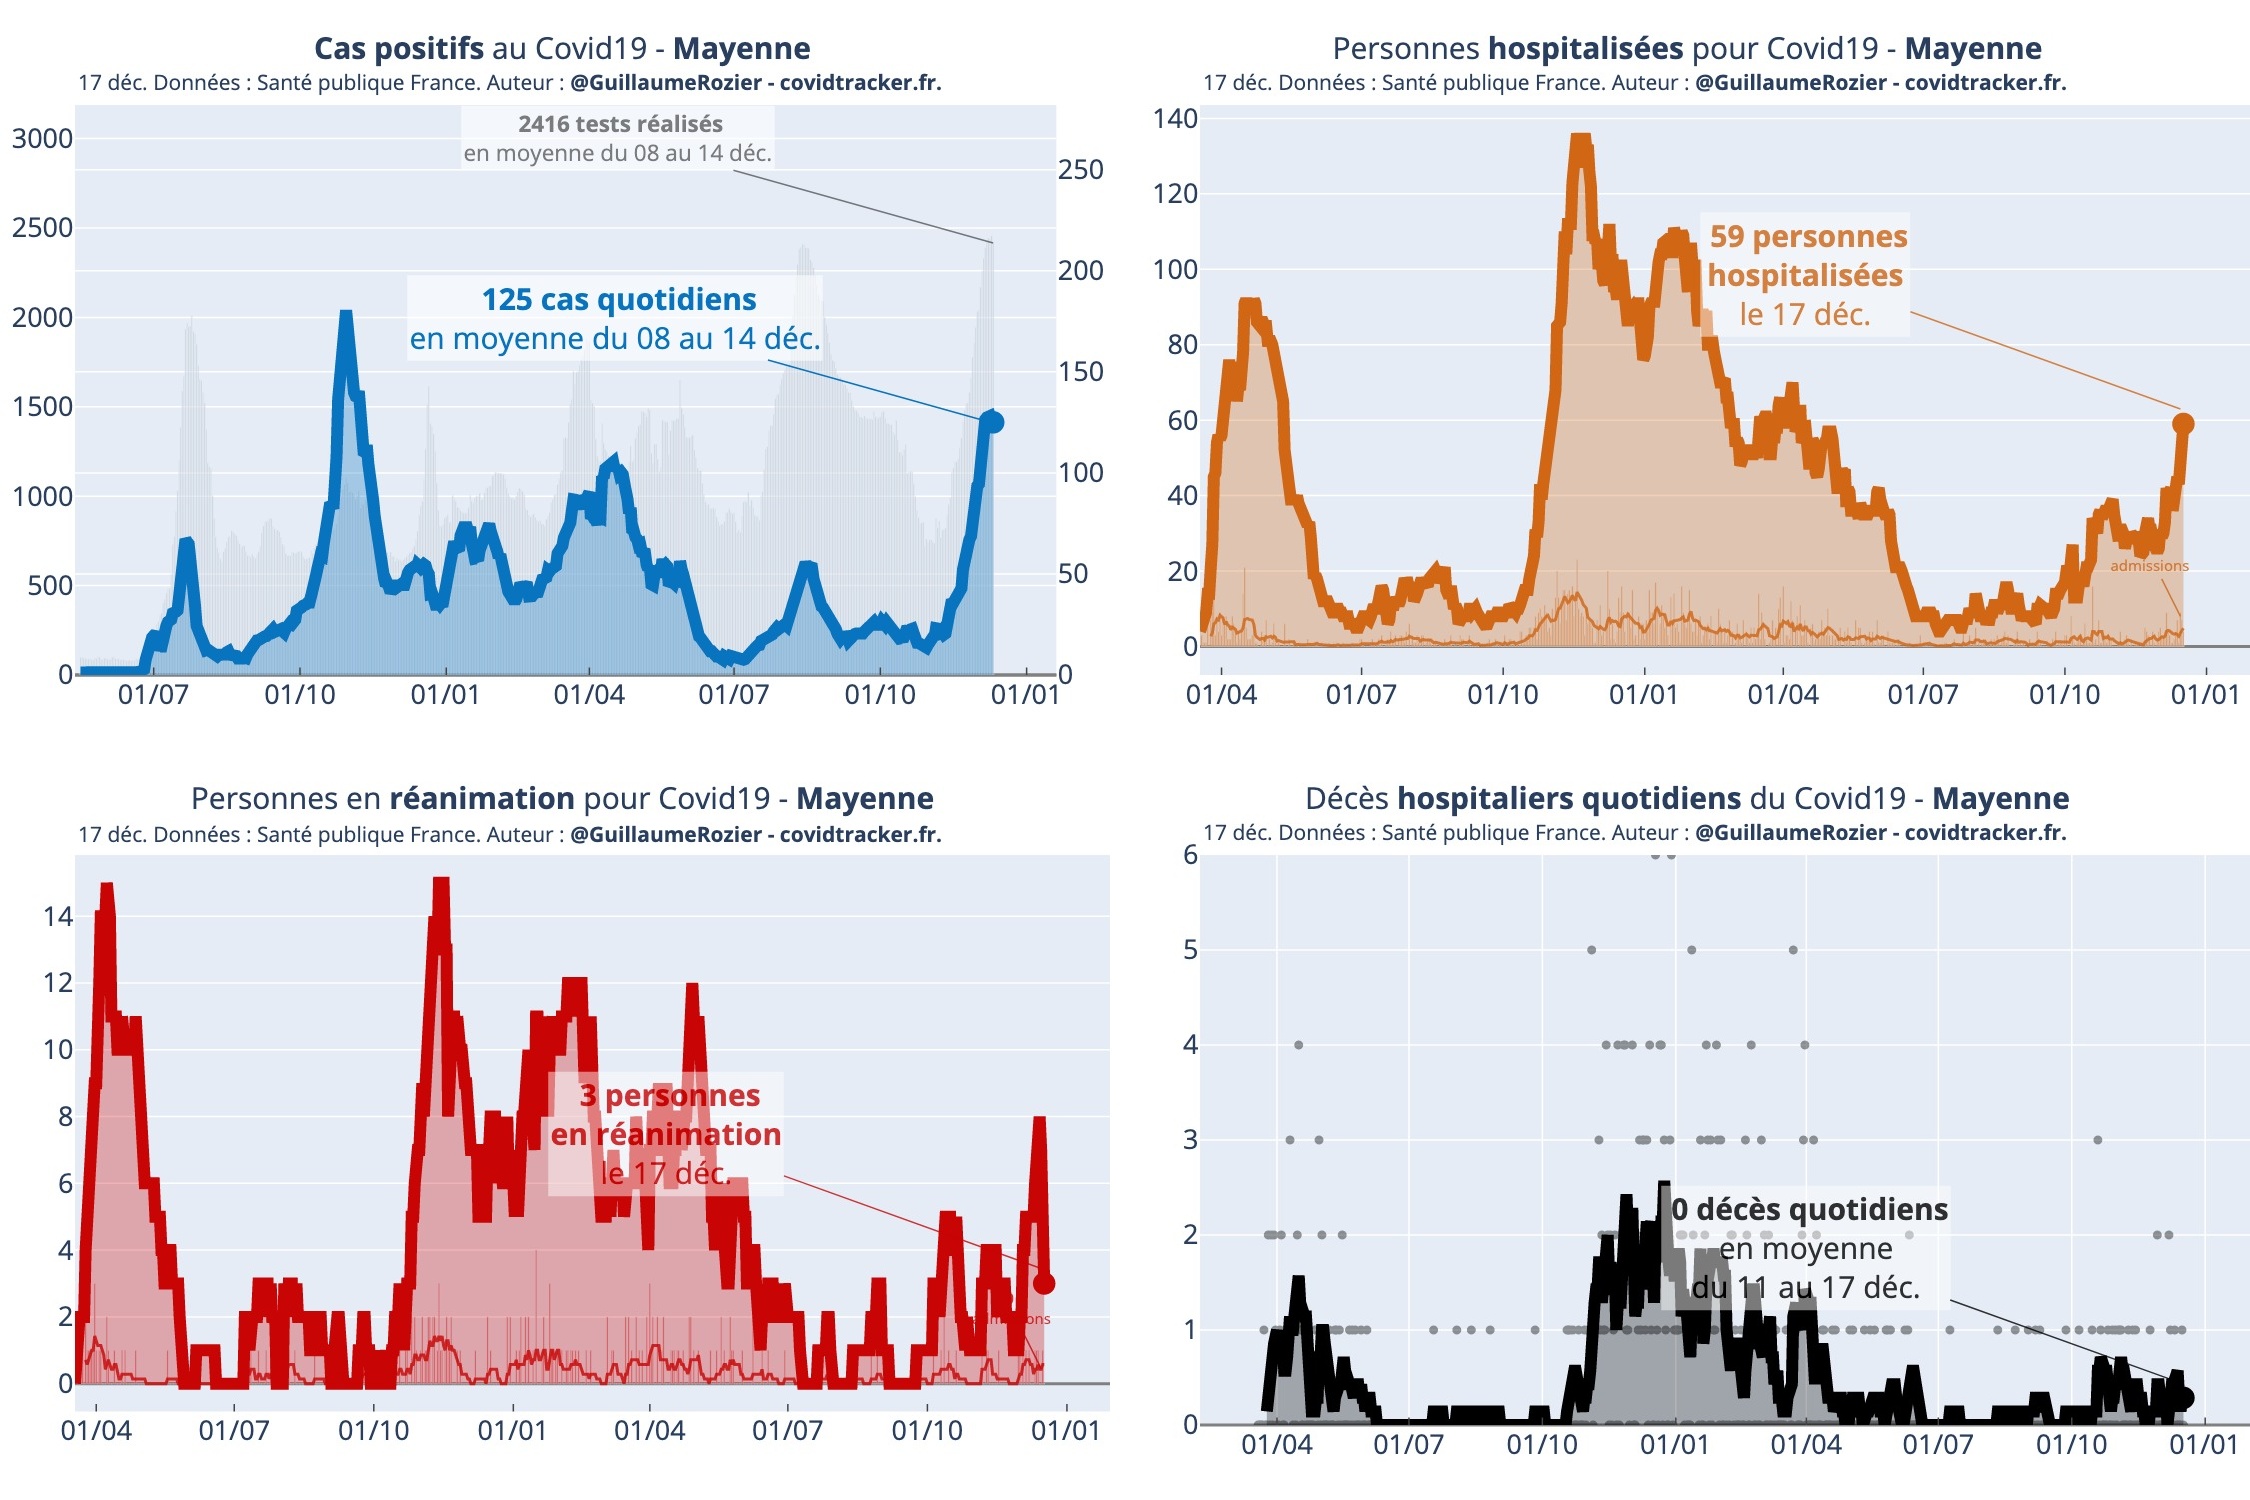 Cas positifs au Covid19 - Mayenne
17 déc. Données : Santé publique France. Auteur : @GuillaumeRozier - covidtracker.fr.
2416 tests réalisés
en moyenne du 08 au 14 déc.
125 cas quotidiens
en moyenne du 08 au 14 déc.
3000
2500
2000
1500
1000
500
0
250
200
150
100
50
0
01/07
01/10
01/01
01/04
01/07
01/10
01/01
Personnes hospitalisées pour Covid19 - Mayenne
17 déc. Données : Santé publique France. Auteur : @GuillaumeRozier - covidtracker.fr.
59 personnes
hospitalisées
le 17 déc.
admissions
140
120
100
80
60
40
20
0
01/04
01/07
01/10
01/01
01/04
01/07
01/10
01/01
Personnes en réanimation pour Covid19 - Mayenne
17 déc. Données : Santé publique France. Auteur : @GuillaumeRozier - covidtracker.fr.
3 personnes
en réanimation
le 17 déc.
admissions
14
12
10
8
6
4
2
0
01/04
01/07
01/10
01/01
01/04
01/07
01/10
01/01
Décès hospitaliers quotidiens du Covid19 - Mayenne
17 déc. Données : Santé publique France. Auteur : @GuillaumeRozier - covidtracker.fr.
0 décès quotidiens
en moyenne
du 11 au 17 déc.
6
5
4
3
2
1
0
01/04
01/07
01/10
01/01
01/04
01/07
01/10
01/01